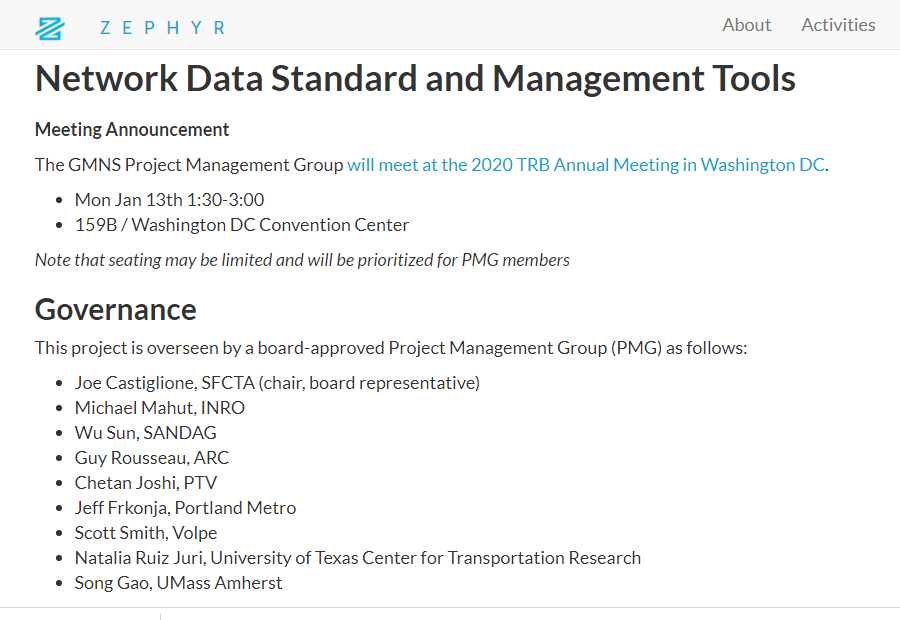 ZEPHYR
About
Activities
Network Data Standard and Management Tools
Meeting Announcement
The GMNS Project Management Group will meet at the 2020 TRB Annual Meeting in Washington DC.
• Mon Jan 13th 1:30-3:00
• 159B / Washington DC Convention Center
Note that seating may be limited and will be prioritized for PMG members
Governance
This project is overseen by a board-approved Project Management Group (PMG) as follows:
• Joe Castiglione, SFCTA (chair, board representative)
• Michael Mahut, INRO
• Wu Sun, SANDAG
• Guy Rousseau, ARC
• Chetan Joshi, PTV
• Jeff Frkonja, Portland Metro
• Scott Smith, Volpe
• Natalia Ruiz Juri, University of Texas Center for Transportation Research
• Song Gao, UMass Amherst